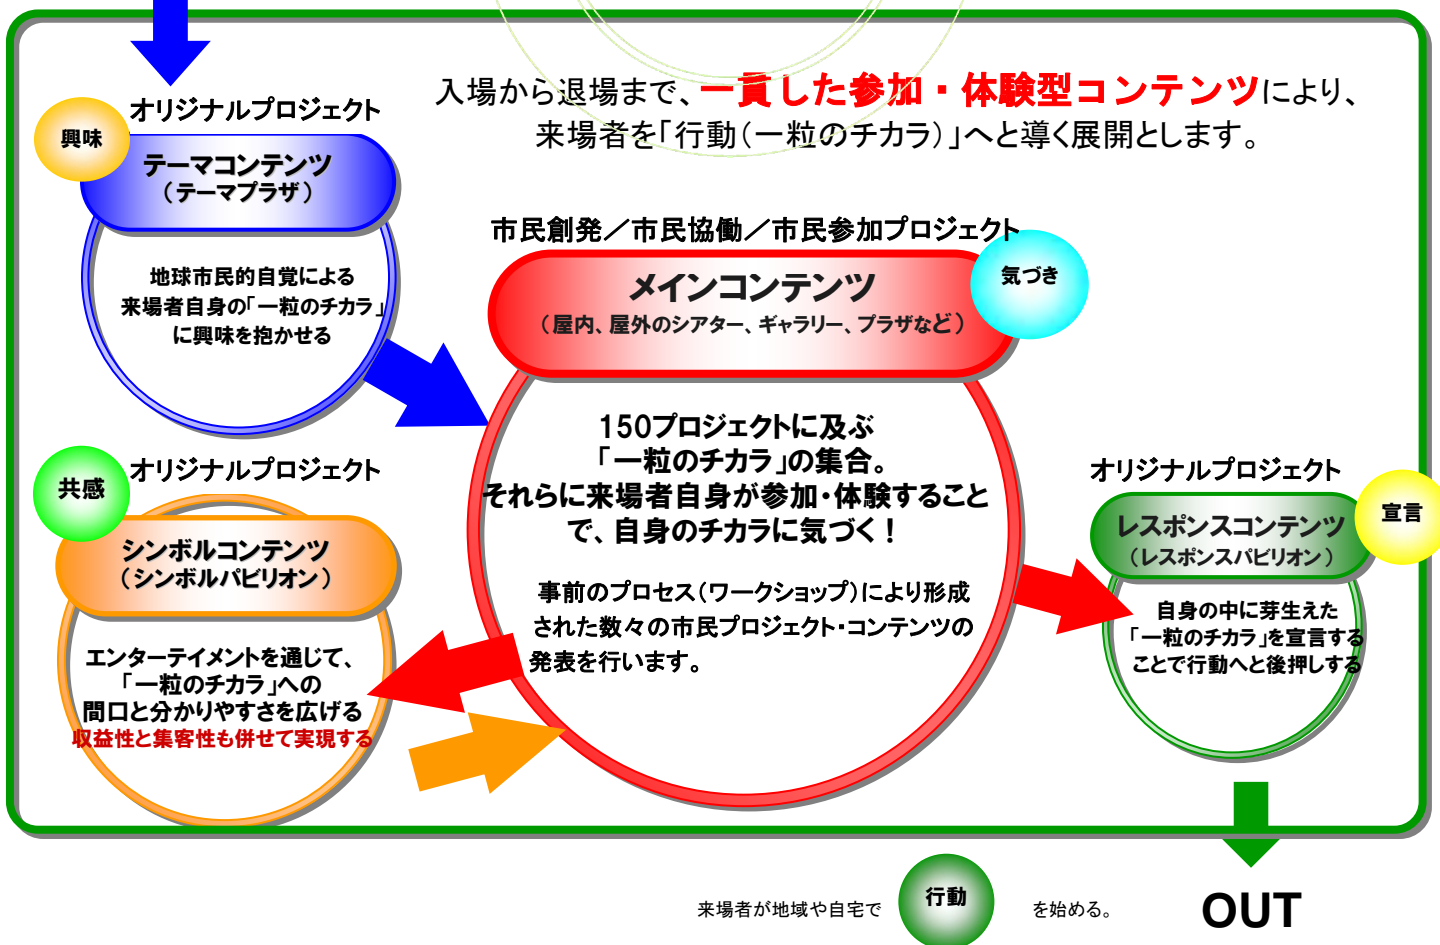 入場から退場まで、一貫した参加・体験型コンテンツにより、
来場者を「行動（一粒のチカラ）」へと導く展開とします。
オリジナルプロジェクト
興味
テーマコンテンツ
（テーマプラザ）
地球市民的自覚による
来場者自身の「一粒のチカラ」
に興味を抱かせる
市民創発／市民協働／市民参加プロジェクト
気づき
メインコンテンツ
（屋内、屋外のシアター、ギャラリー、プラザなど）
150プロジェクトに及ぶ
「一粒のチカラ」の集合。
それらに来場者自身が参加・体験すること
で、自身のチカラに気づく！
事前のプロセス（ワークショップ）により形成
された数々の市民プロジェクト・コンテンツの
発表を行います。
共感
オリジナルプロジェクト
シンボルコンテンツ
（シンボルパビリオン）
エンターテイメントを通じて、
「一粒のチカラ」への
間口と分かりやすさを広げる
収益性と集客性も併せて実現する
オリジナルプロジェクト
宣言
レスポンスコンテンツ
（レスポンスパビリオン）
自身の中に芽生えた
「一粒のチカラ」を宣言する
ことで行動へと後押しする
来場者が地域や自宅で 行動 を始める。
OUT